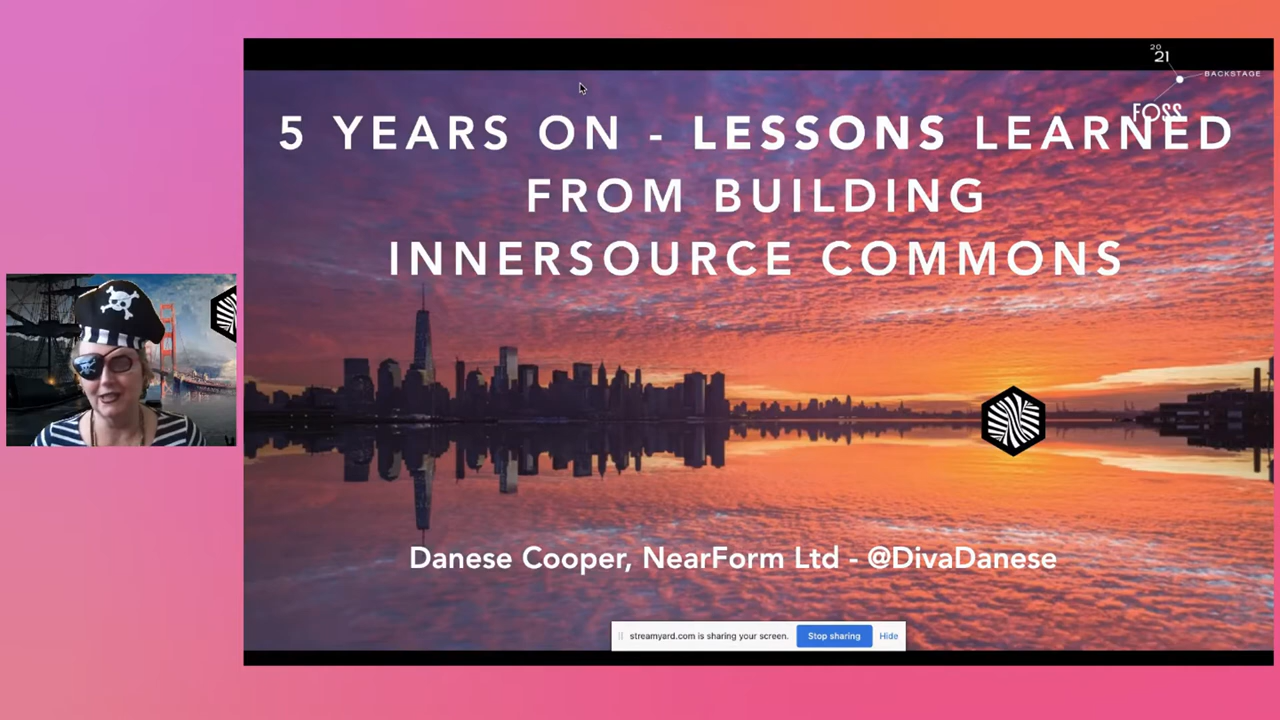 20
21
BACKSTAGE
FOSS
5 YEARS ON - LESSONS LEARNED
FROM BUILDING
INNERSOURCE COMMONS
Danese Cooper, NearForm Ltd - @DivaDanese
streamyard.com is sharing your screen.
Stop sharing
Hide